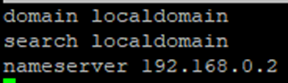 domain localdomain
search localdomain
nameserver 192.168.0.2